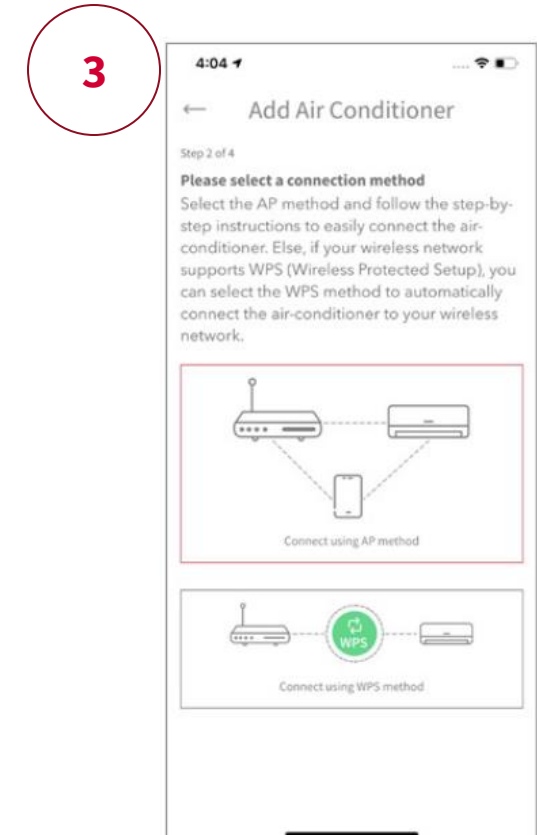 3
4:04
Add Air Conditioner
Step 2 of 4
Please select a connection method
Select the AP method and follow the step-by-
step instructions to easily connect the air-
conditioner. Else, if your wireless network
supports WPS (Wireless Protected Setup), you
can select the WPS method to automatically
connect the air-conditioner to your wireless
network.
Connect using AP method
WPS
Connect using WPS method